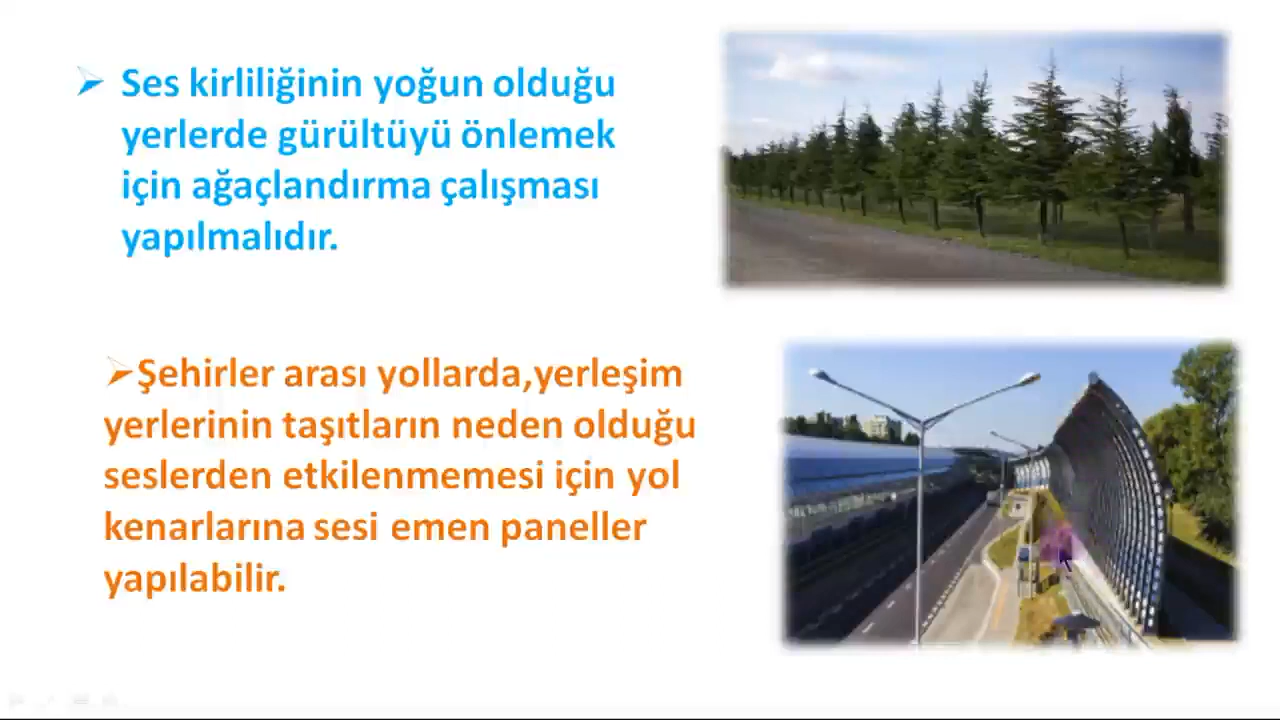 Ses kirliliğinin yoğun olduğu
yerlerde gürültüyü önlemek
için ağaçlandırma çalışması
yapılmalıdır.
Şehirler arası yollarda,yerleşim
yerlerinin taşıtların neden olduğu
seslerden etkilenmemesi için yol
kenarlarına sesi emen paneller
yapılabilir.